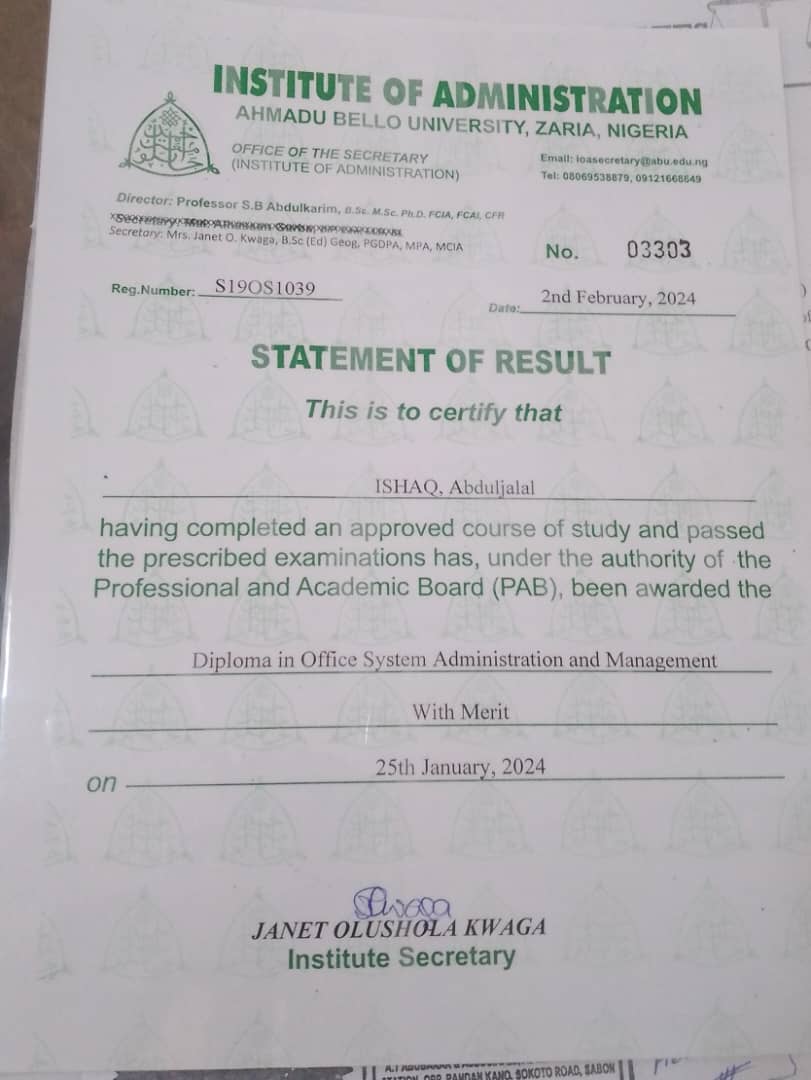 INSTITUTE OF ADMINISTRATION
AHMADU BELLO UNIVERSITY, ZARIA, NIGERIA
OFFICE OF THE SECRETARY
(INSTITUTE OF ADMINISTRATION)
Email: ioasecretary@abu.edu.ng
Tel: 08069538879, 09121668649
Director: Professor S.B Abdulkarim, B.Sc. M.Sc. Ph.D. FCIA, FCAI, CFR
Secretary: Mrs. Janet O. Kwaga, B.Sc (Ed) Geog, PGDPA, MPA, MCIA
No. 03303
Reg.Number: S19OS1039
Date: 2nd February, 2024
STATEMENT OF RESULT
This is to certify that
ISHAQ, Abduljalal
having completed an approved course of study and passed
the prescribed examinations has, under the authority of the
Professional and Academic Board (PAB), been awarded the
Diploma in Office System Administration and Management
With Merit
on 25th January, 2024
JANET OLUSHOLA KWAGA
Institute Secretary
SOKOTO ROAD, SABON